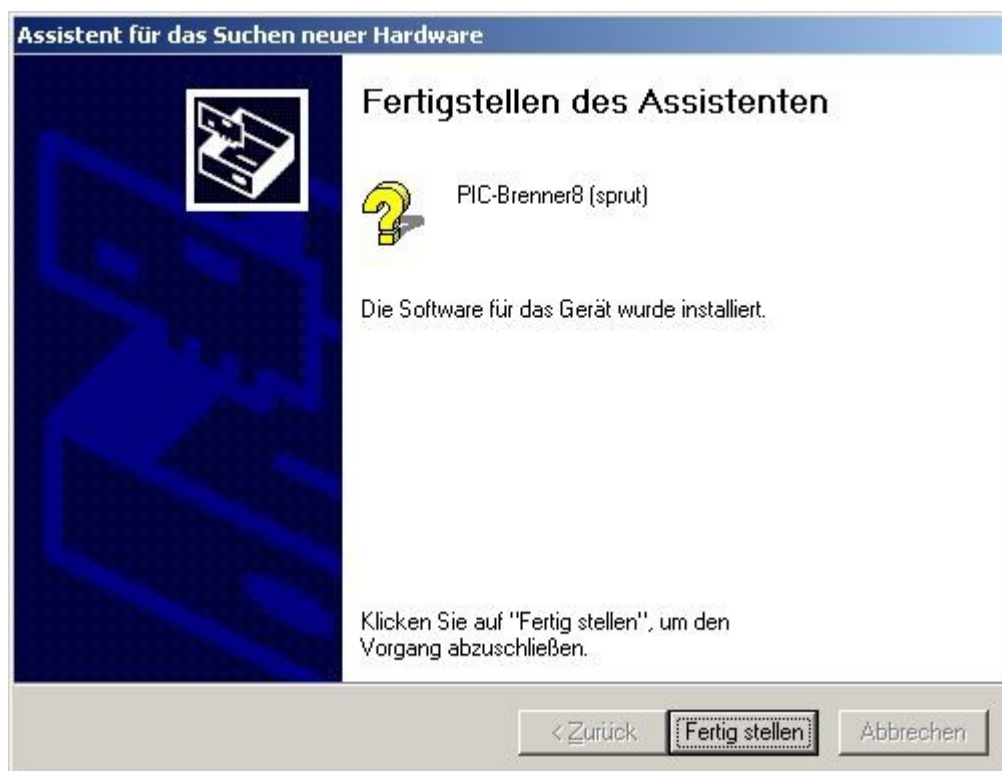 Assistent für das Suchen neuer Hardware
Fertigstellen des Assistenten
PIC-Brenner8 (sprut)
Die Software für das Gerät wurde installiert.
Klicken Sie auf "Fertig stellen", um den
Vorgang abzuschließen.
< Zurück
Fertig stellen
Abbrechen